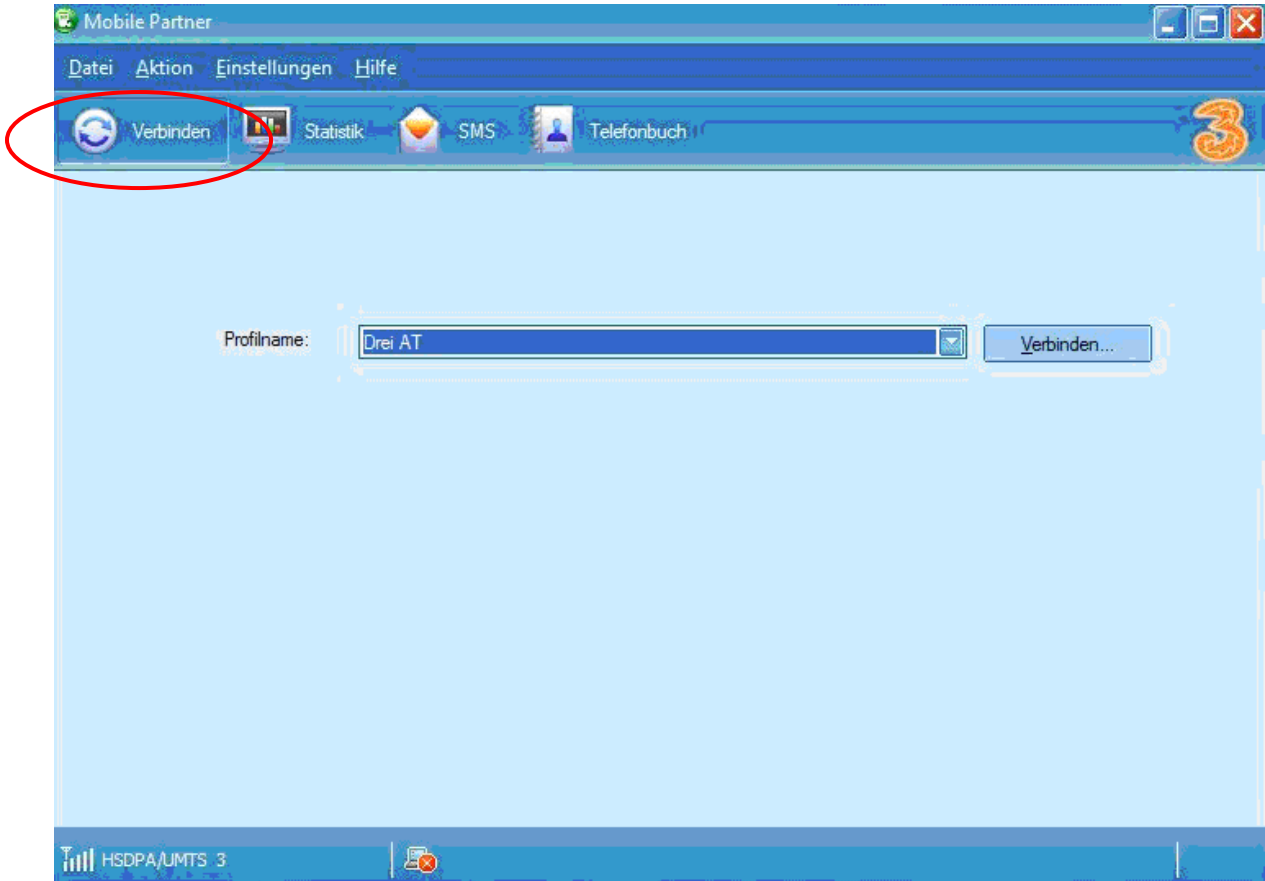 Mobile Partner
Datei Aktion Einstellungen Hilfe
Verbinden Statistik SMS Telefonbuch 3
Profilname: Drei AT Verbinden...
HSDPA/UMTS 3